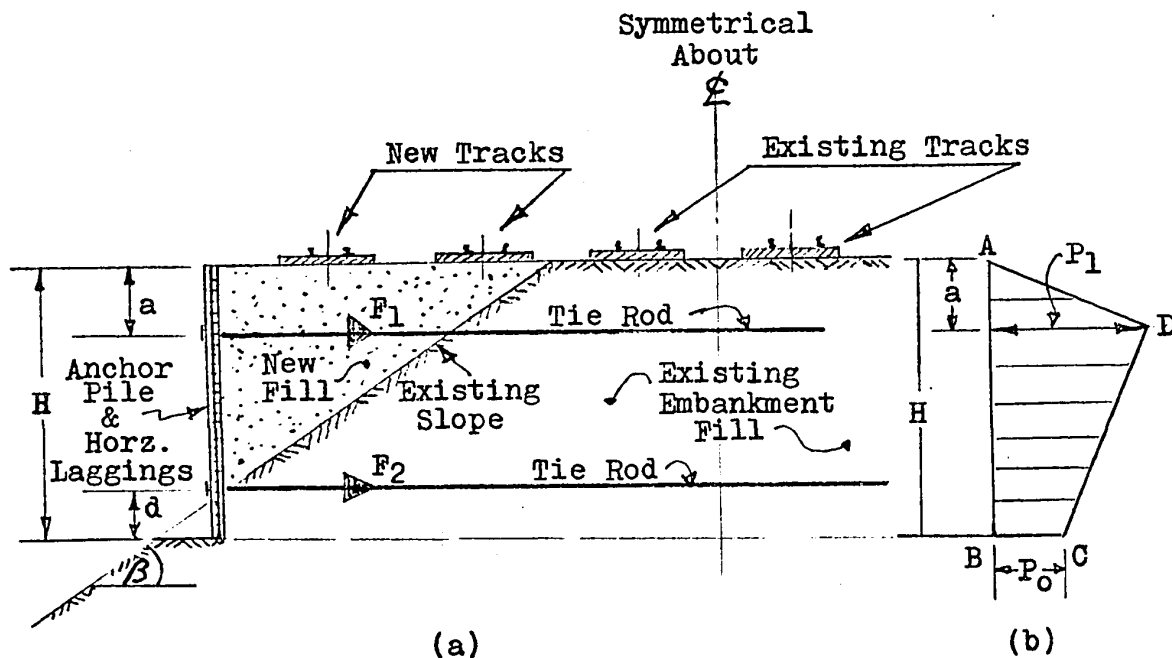 Symmetrical
About
℄
New Tracks
Existing Tracks
A
a
P1
D
a
F1
Tie Rod
New
Fill
Existing
Slope
Existing
Embankment
Fill
Anchor
Pile
&
Horz.
Laggings
H
H
F2
Tie Rod
d
β
B
P0
C
(a)
(b)